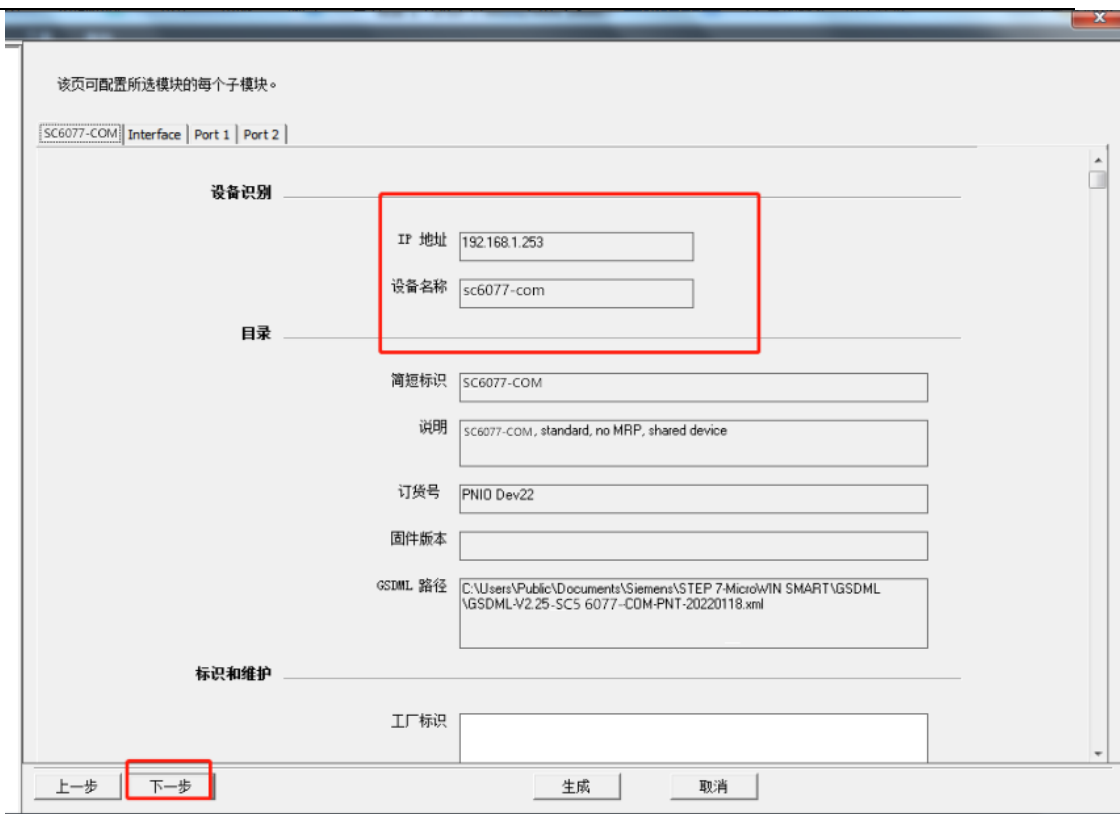 该页可配置所选模块的每个子模块。
SC6077-COM Interface Port 1 Port 2
设备识别
IP 地址 192.168.1.253
设备名称 sc6077-com
目录
简短标识 SC6077-COM
说明 SC6077-COM, standard, no MRP, shared device
订货号 PNIO Dev22
固件版本
GSDML 路径 C:\Users\Public\Documents\Siemens\STEP 7-MicroWIN SMART\GSDML
\GSDML-V2.25-SC5 6077-COM-PNT-20220118.xml
标识和维护
工厂标识
上一步 下一步 生成 取消